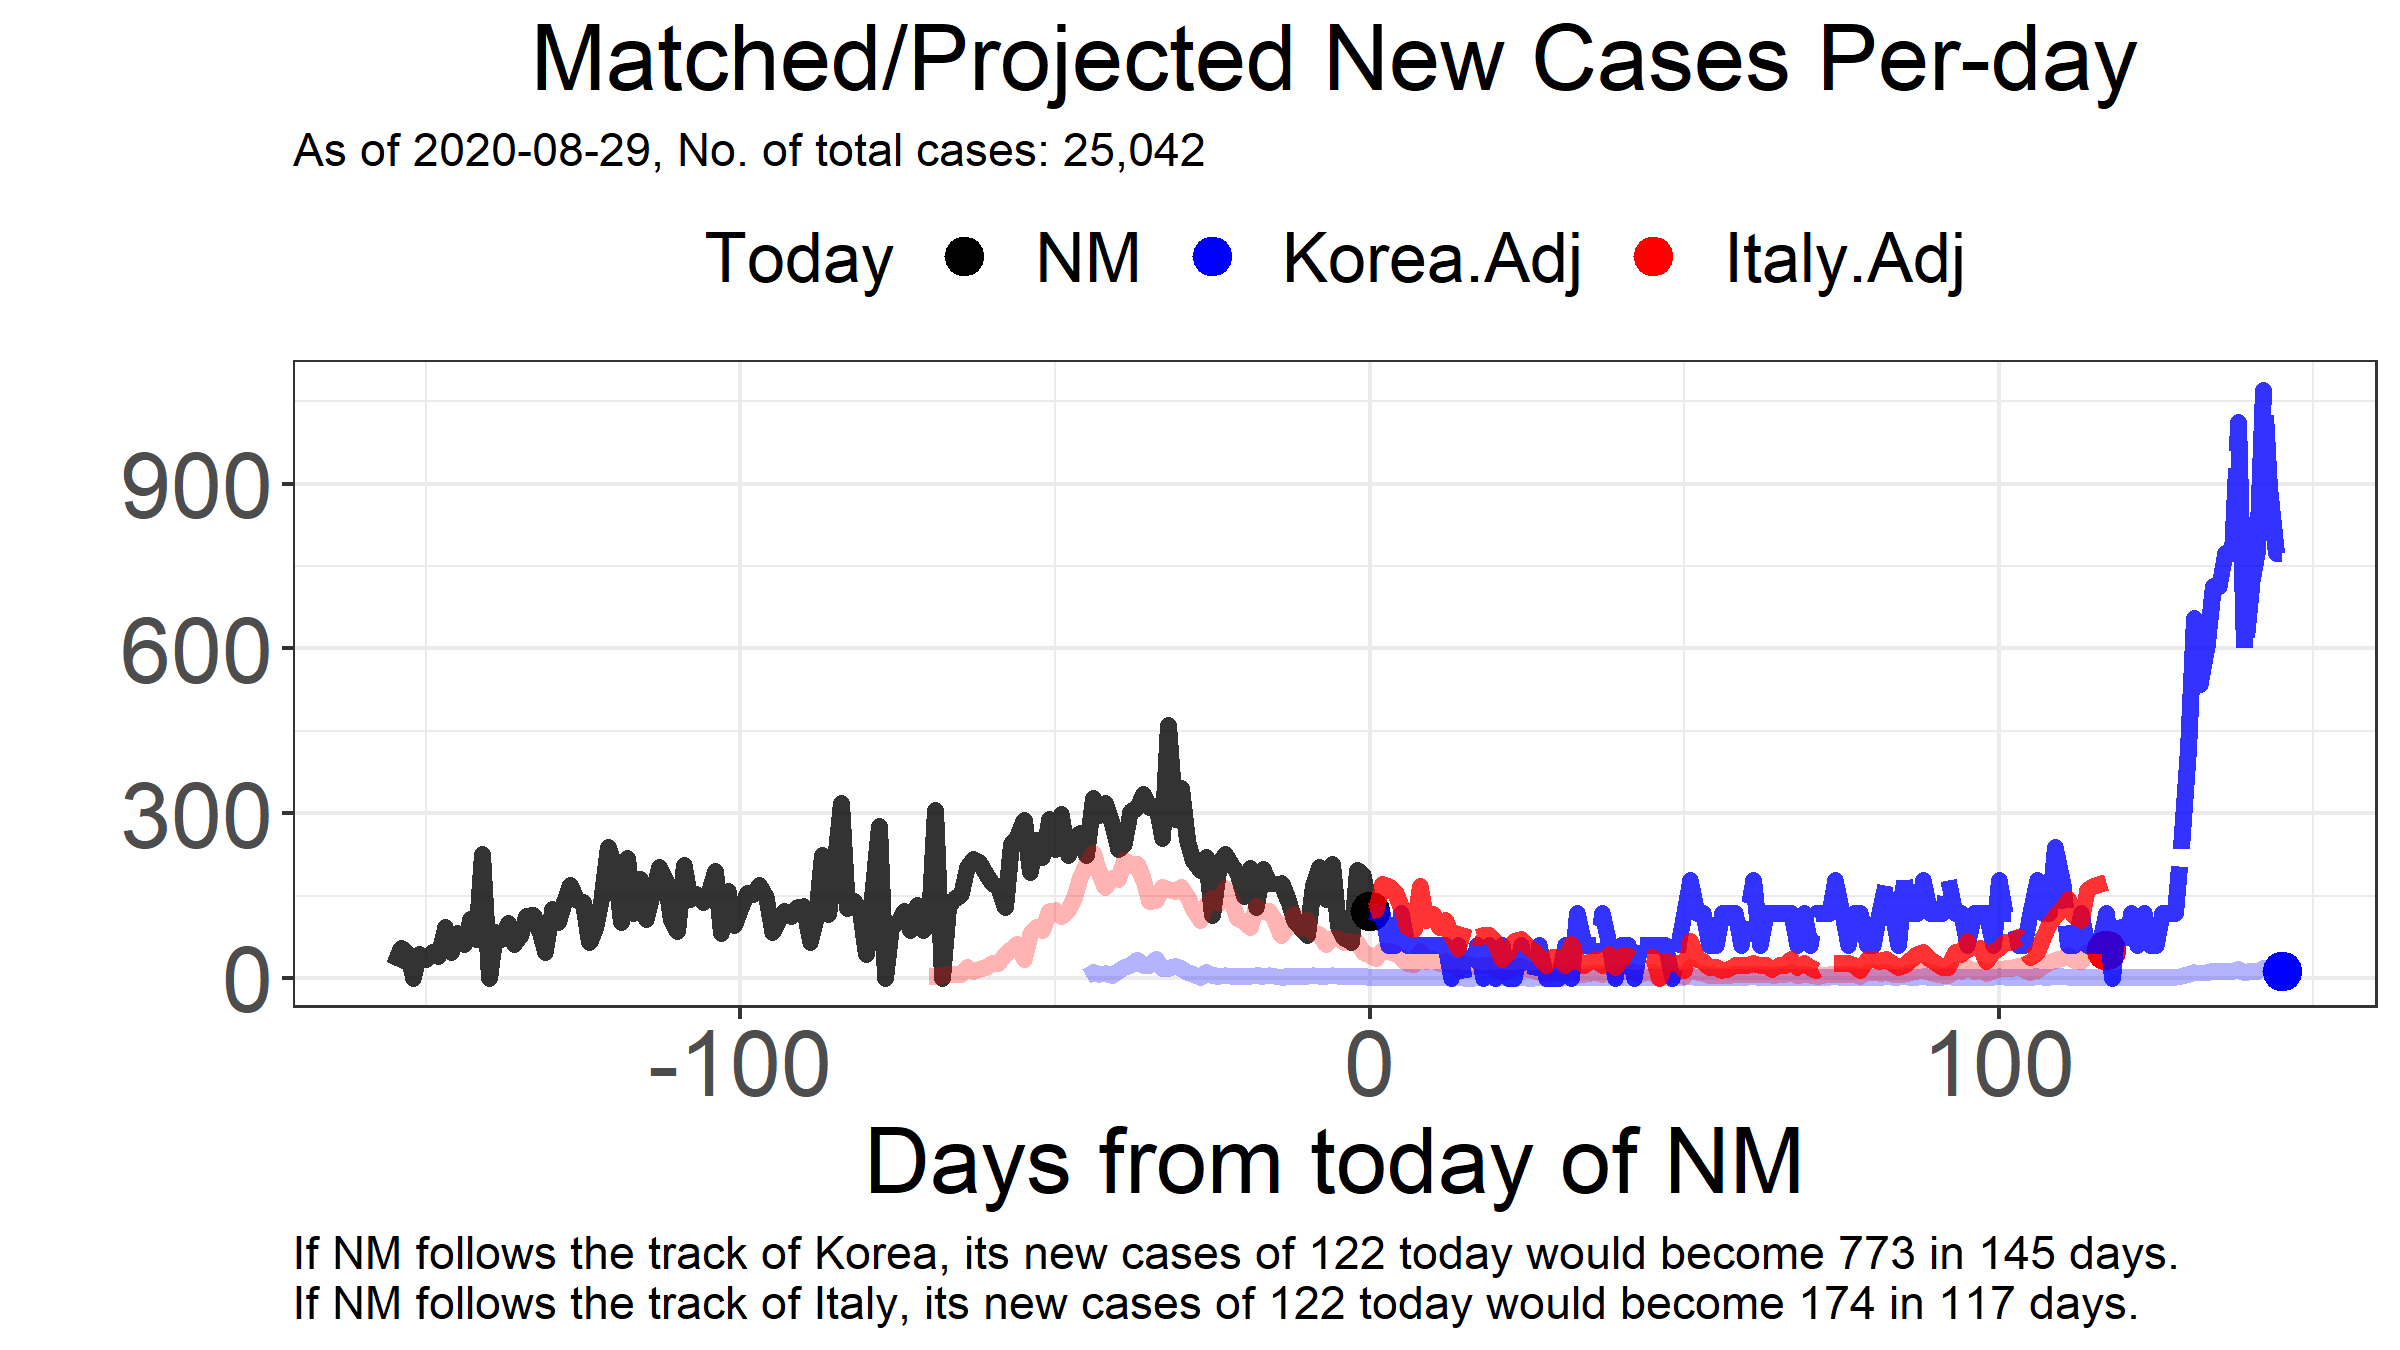 Matched/Projected New Cases Per-day
As of 2020-08-29, No. of total cases: 25,042
Today NM Korea.Adj Italy.Adj
900
600
300
0
-100 0 100
Days from today of NM
If NM follows the track of Korea, its new cases of 122 today would become 773 in 145 days.
If NM follows the track of Italy, its new cases of 122 today would become 174 in 117 days.